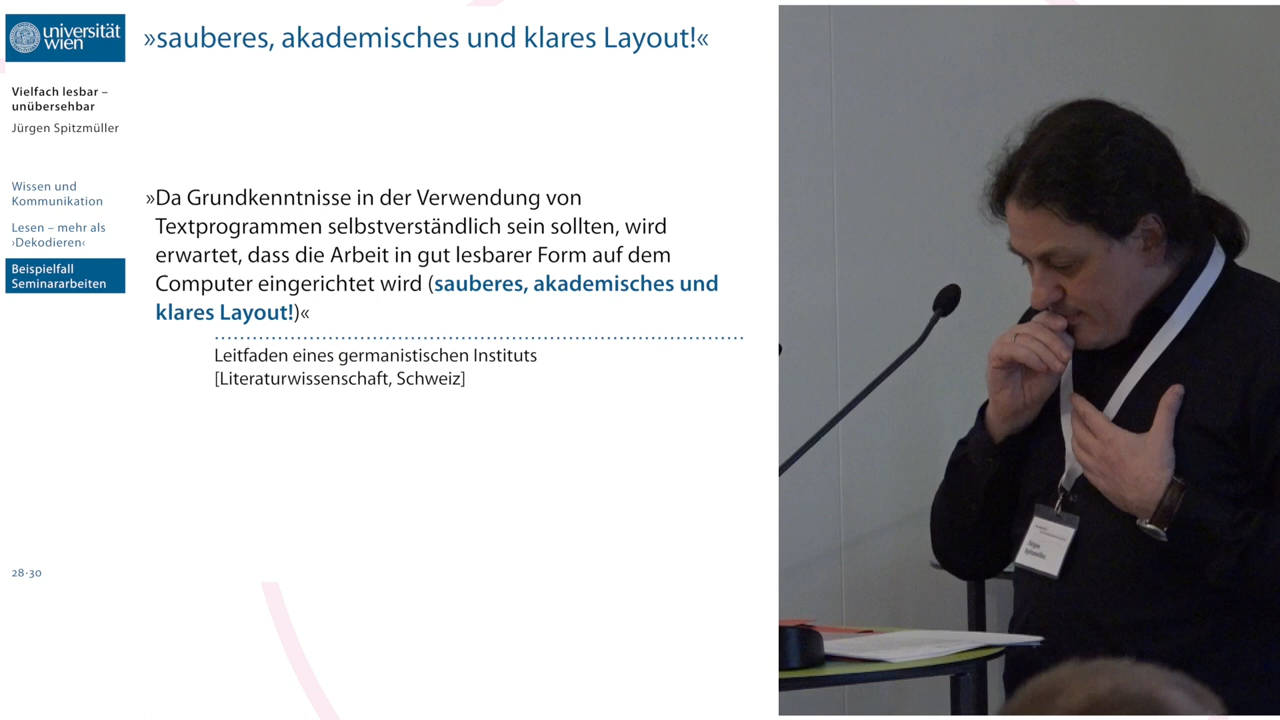 universität
wien
»sauberes, akademisches und klares Layout!«
Vielfach lesbar –
unübersehbar
Jürgen Spitzmüller
Wissen und
Kommunikation
Lesen – mehr als
›Dekodieren‹
Beispielfall
Seminararbeiten
»Da Grundkenntnisse in der Verwendung von
Textprogrammen selbstverständlich sein sollten, wird
erwartet, dass die Arbeit in gut lesbarer Form auf dem
Computer eingerichtet wird (sauberes, akademisches und
klares Layout!)«
Leitfaden eines germanistischen Instituts
[Literaturwissenschaft, Schweiz]
28·30
Jürgen